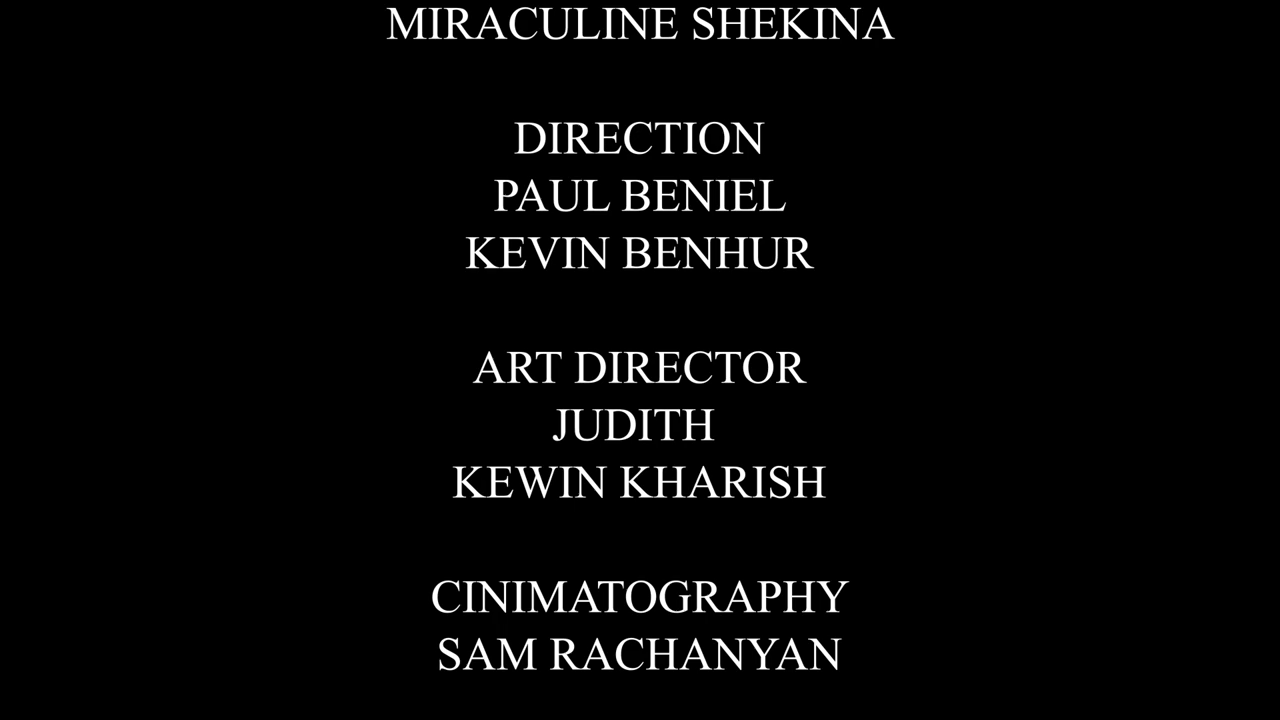 MIRACULINE SHEKINA
DIRECTION
PAUL BENIEL
KEVIN BENHUR
ART DIRECTOR
JUDITH
KEWIN KHARISH
CINIMATOGRAPHY
SAM RACHANYAN